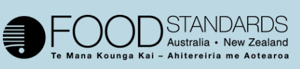 FOOD STANDARDS
Australia • New Zealand
Te Mana Kounga Kai – Ahitereiria me Aotearoa